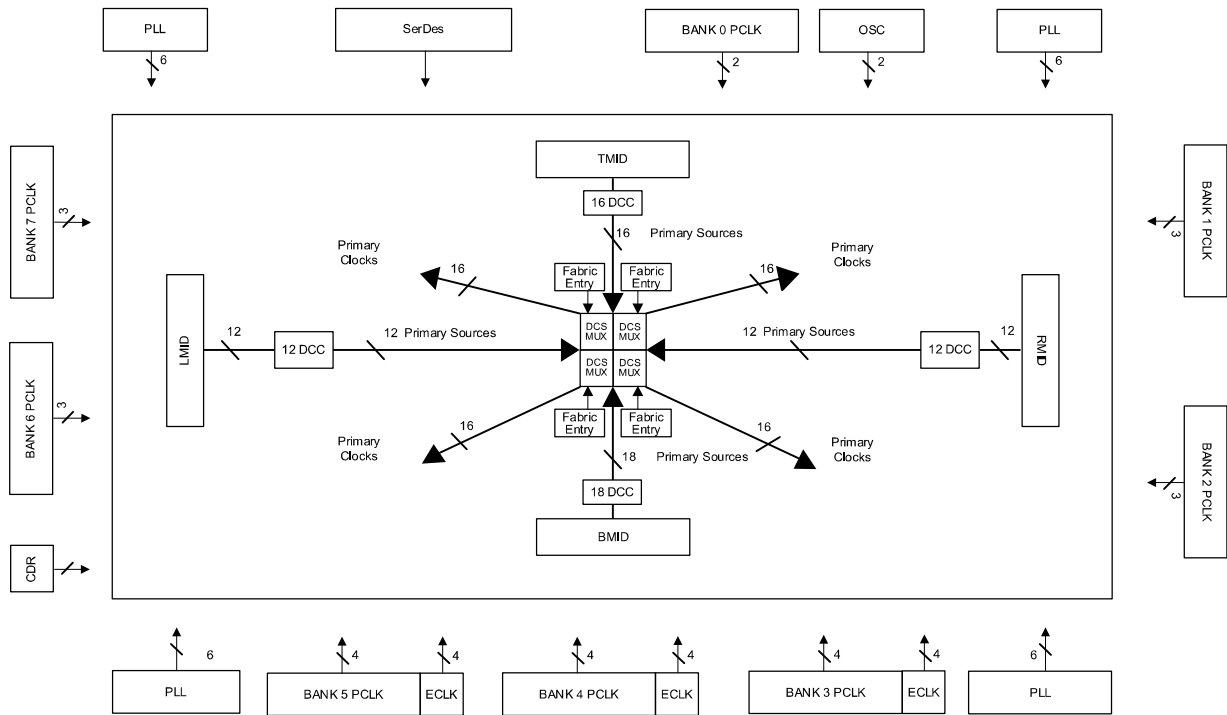 PLL
SerDes
BANK 0 PCLK
OSC
PLL
6
2
2
6
TMID
16 DCC
16
Primary Sources
BANK 7 PCLK
3
BANK 1 PCLK
3
Primary
Clocks
16
Fabric
Entry
Fabric
Entry
16
Primary
Clocks
LMID
12
12 DCC
12 Primary Sources
DCS
MUX
DCS
MUX
DCS
MUX
DCS
MUX
12 Primary Sources
12 DCC
12
RMID
BANK 6 PCLK
3
BANK 2 PCLK
3
Primary
Clocks
16
Fabric
Entry
Fabric
Entry
16
Primary
Clocks
18
Primary Sources
18 DCC
BMID
CDR
6
4
4
4
4
4
4
6
PLL
BANK 5 PCLK
ECLK
BANK 4 PCLK
ECLK
BANK 3 PCLK
ECLK
PLL